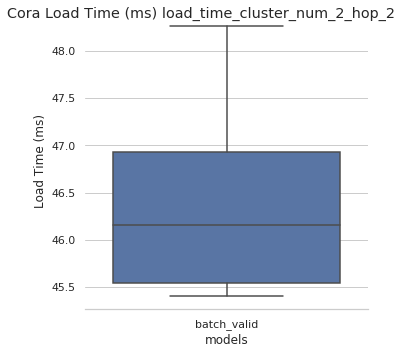 Cora Load Time (ms) load_time_cluster_num_2_hop_2
48.0
47.5
47.0
46.5
46.0
45.5
Load Time (ms)
batch_valid
models